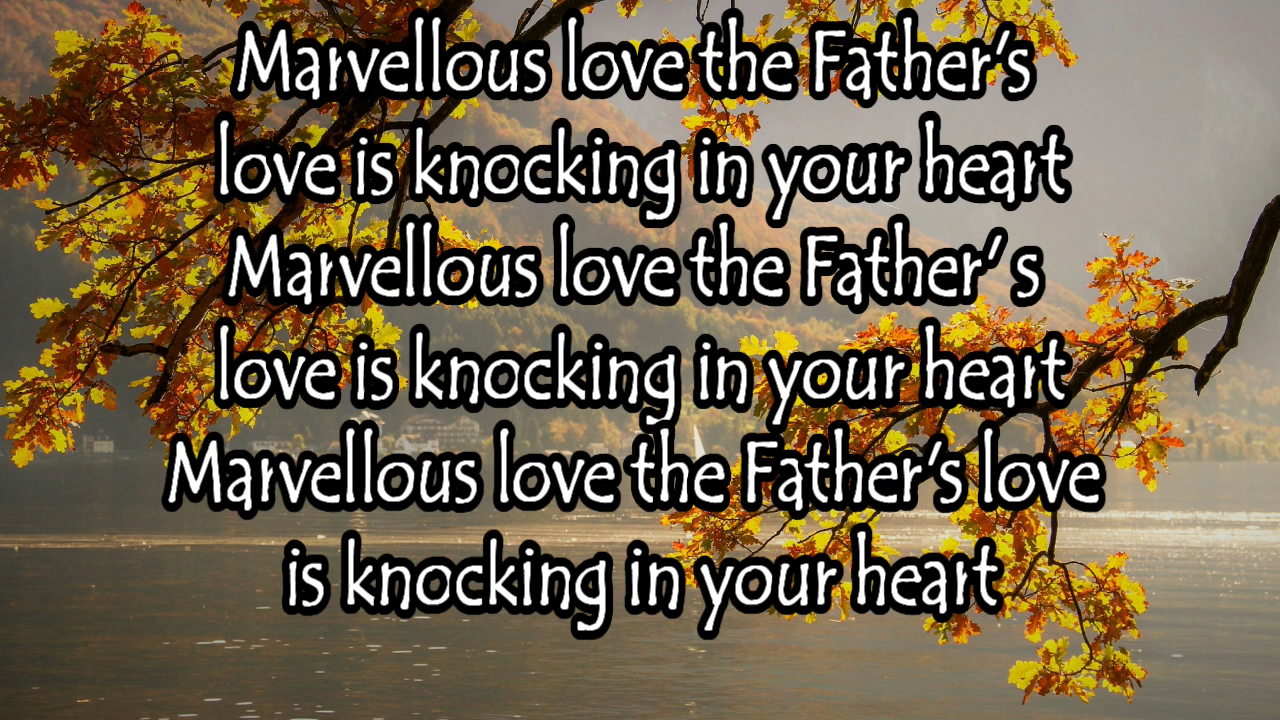 Marvellous love the Father's
love is knocking in your heart
Marvellous love the Father' s
love is knocking in your heart
Marvellous love the Father's love
is knocking in your heart